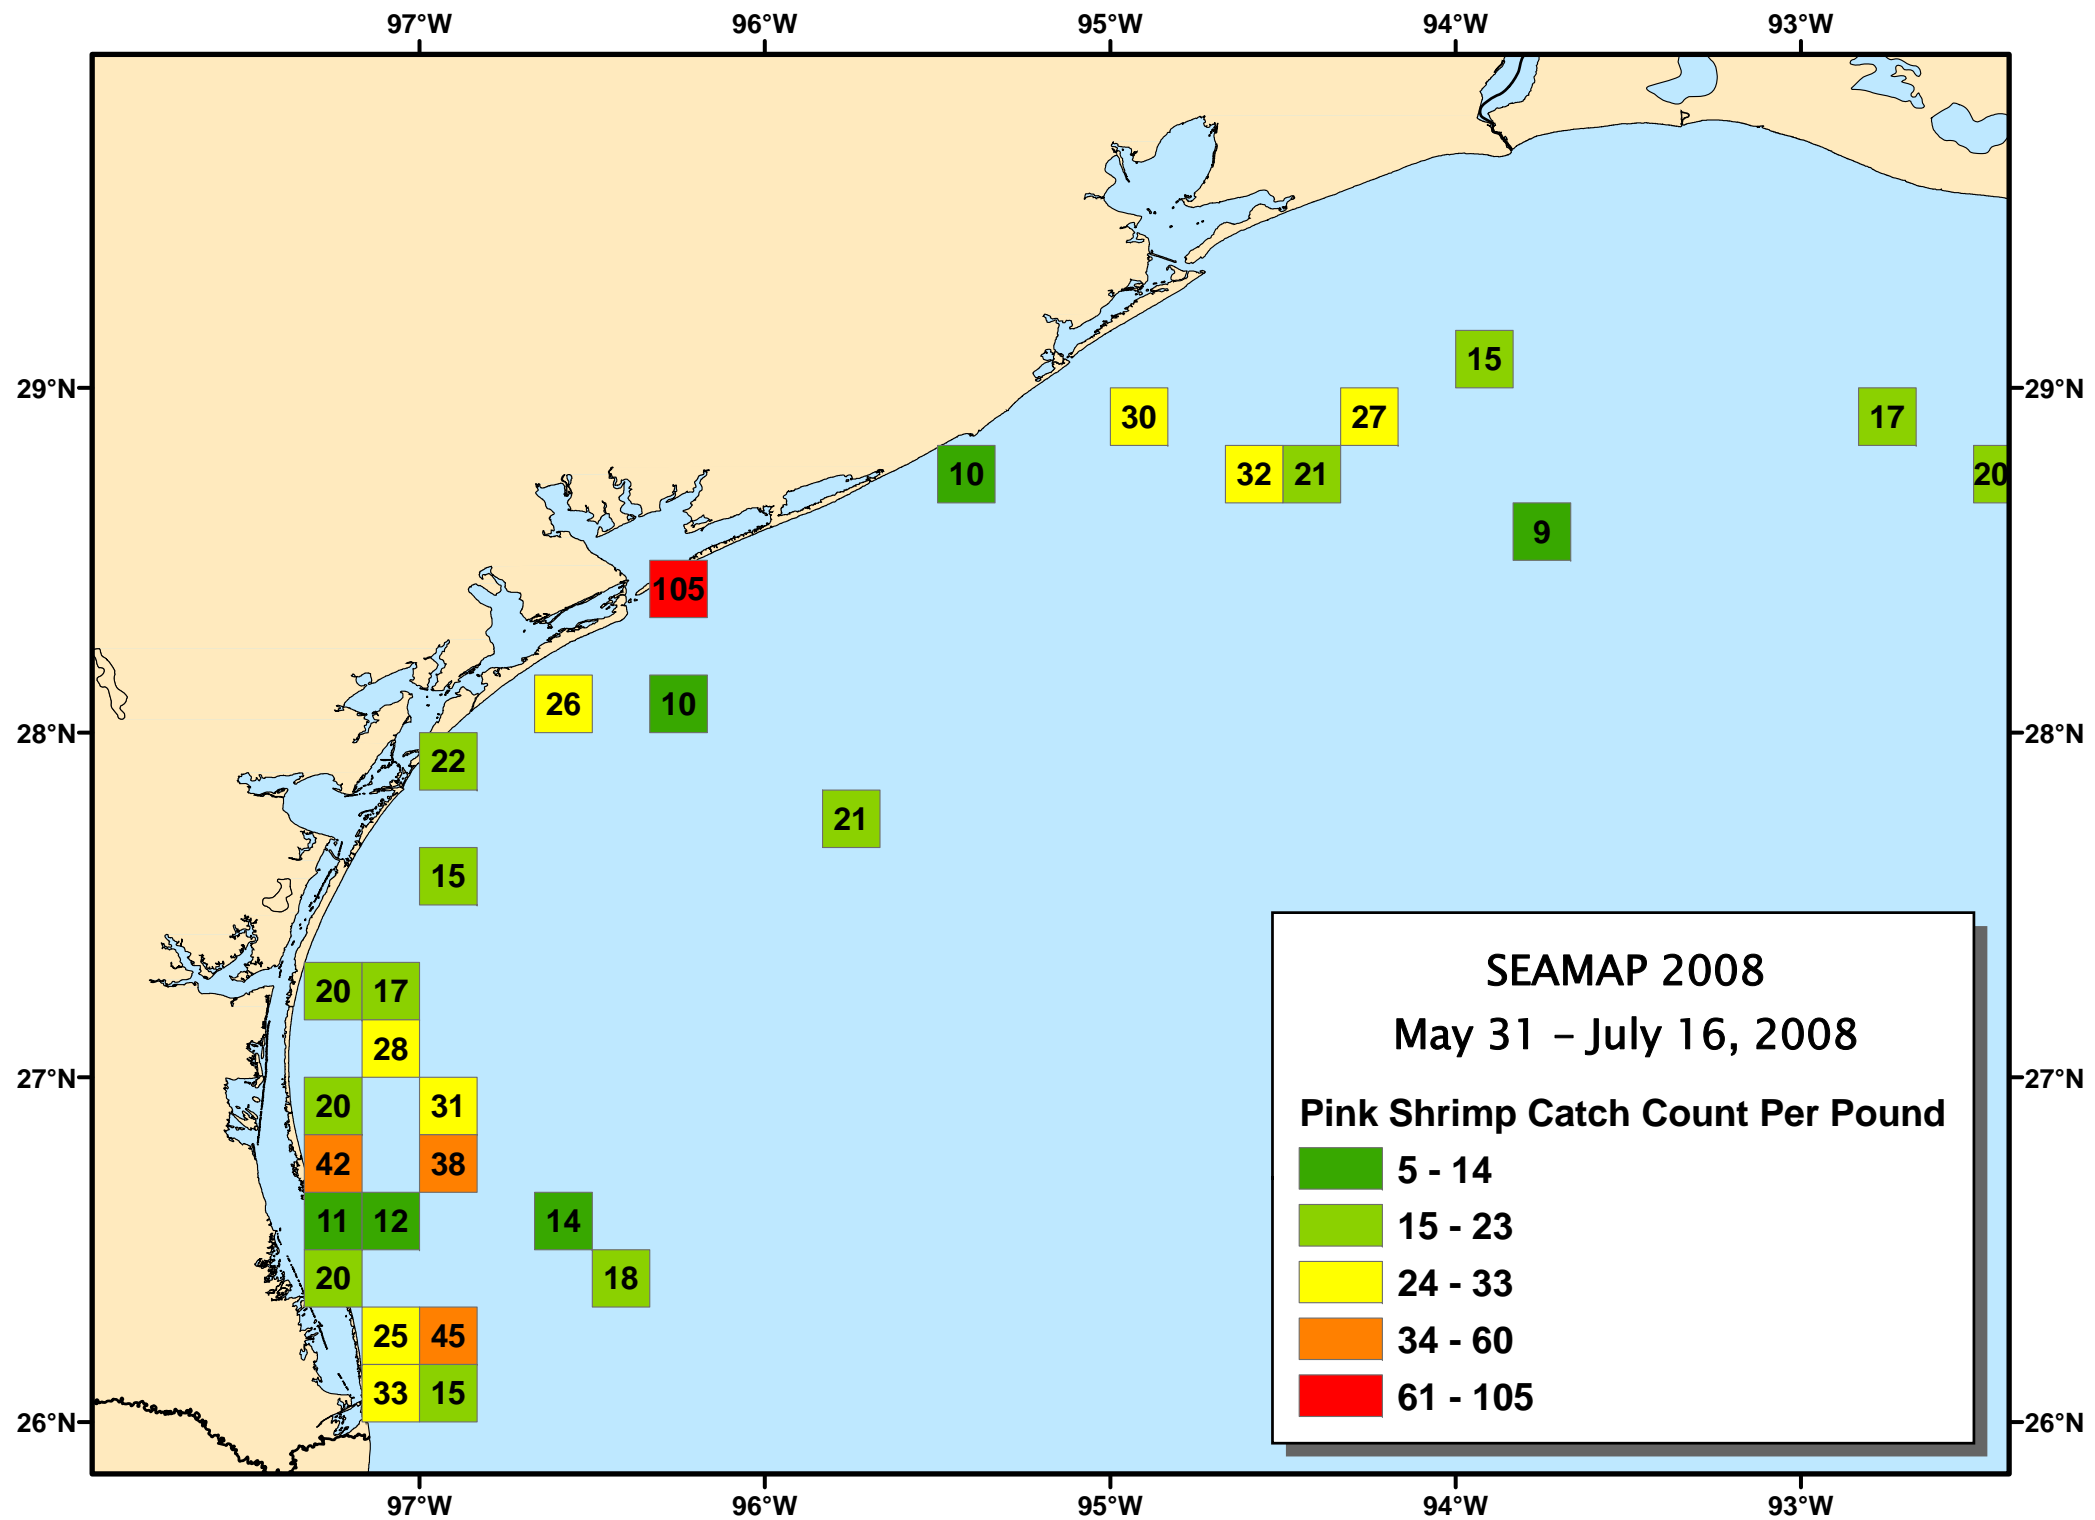 97°W 96°W 95°W 94°W 93°W
15
29°N 29°N
30 27 17
10 32 21 20
9
105
26 10
28°N 28°N
22
21
15
20 17
28
27°N 27°N
20 31
42 38
11 12 14
20 18
25 45
33 15
26°N 26°N
SEAMAP 2008
May 31 – July 16, 2008
Pink Shrimp Catch Count Per Pound
5 - 14
15 - 23
24 - 33
34 - 60
61 - 105
97°W 96°W 95°W 94°W 93°W